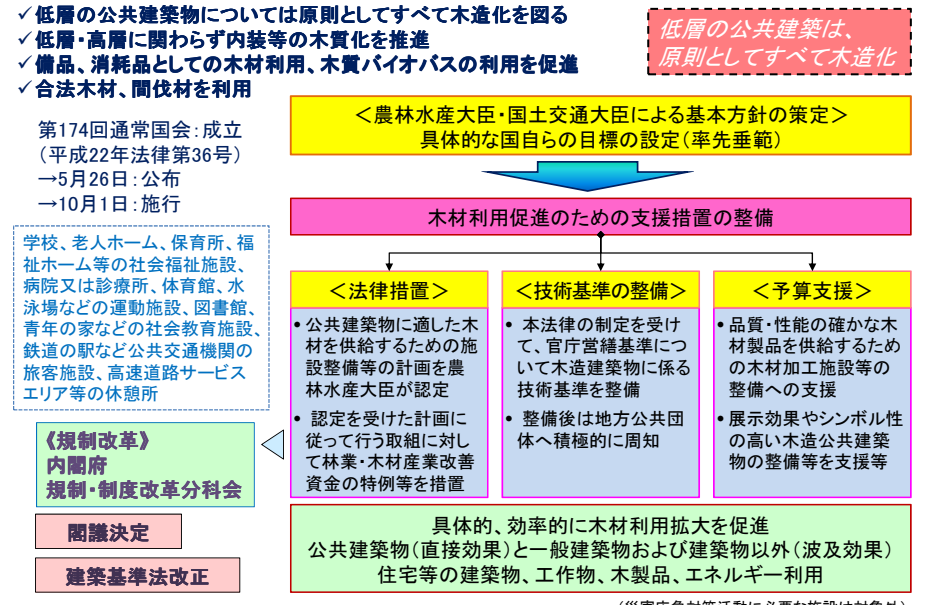 ✓低層の公共建築物については原則としてすべて木造化を図る
✓低層・高層に関わらず内装等の木質化を推進
✓備品、消耗品としての木材利用、木質バイオパスの利用を促進
✓合法木材、間伐材を利用
低層の公共建築は、
原則としてすべて木造化
第174回通常国会:成立
(平成22年法律第36号)
→5月26日:公布
→10月1日:施行
<農林水産大臣・国土交通大臣による基本方針の策定>
具体的な国自らの目標の設定(率先垂範)
木材利用促進のための支援措置の整備
学校、老人ホーム、保育所、福
祉ホーム等の社会福祉施設、
病院又は診療所、体育館、水
泳場などの運動施設、図書館、
青年の家などの社会教育施設、
鉄道の駅など公共交通機関の
旅客施設、高速道路サービス
エリア等の休憩所
<法律措置>
•公共建築物に適した木
材を供給するための施
設整備等の計画を農
林水産大臣が認定
• 認定を受けた計画に
従って行う取組に対し
て林業・木材産業改善
資金の特例等を措置
<技術基準の整備>
• 本法律の制定を受け
て、官庁営繕基準につ
いて木造建築物に係る
技術基準を整備
• 整備後は地方公共団
体へ積極的に周知
<予算支援>
•品質・性能の確かな木
材製品を供給するため
の木材加工施設等の
整備への支援
•展示効果やシンボル性
の高い木造公共建築
物の整備等を支援等
《規制改革》
内閣府
規制・制度改革分科会
閣議決定
建築基準法改正
具体的、効率的に木材利用拡大を促進
公共建築物(直接効果)と一般建築物および建築物以外(波及効果)
住宅等の建築物、工作物、木製品、エネルギー利用